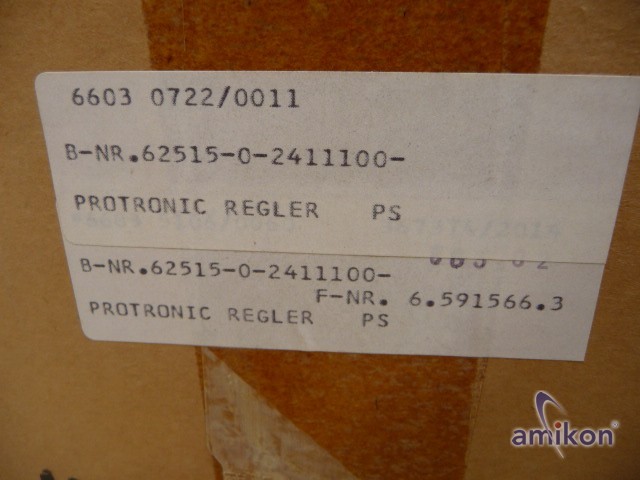 6603 0722/0011
B-NR.62515-0-2411100-
PROTRONIC REGLER PS
B-NR.62515-0-2411100-
F-NR. 6.591566.3
PROTRONIC REGLER PS
amikon®